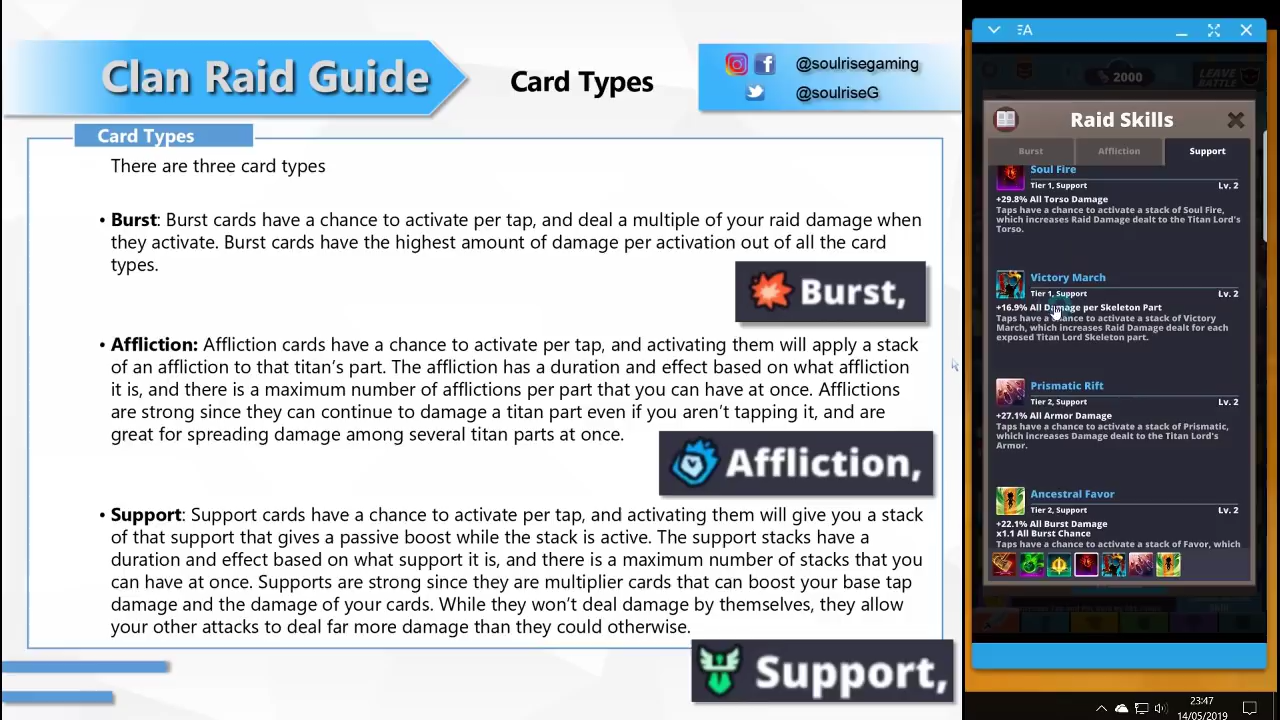 Clan Raid Guide
Card Types
@soulrisegaming
@soulriseG
Card Types
There are three card types
• Burst: Burst cards have a chance to activate per tap, and deal a multiple of your raid damage when
they activate. Burst cards have the highest amount of damage per activation out of all the card
types.
Burst,
• Affliction: Affliction cards have a chance to activate per tap, and activating them will apply a stack
of an affliction to that titan's part. The affliction has a duration and effect based on what affliction
it is, and there is a maximum number of afflictions per part that you can have at once. Afflictions
are strong since they can continue to damage a titan part even if you aren't tapping it, and are
great for spreading damage among several titan parts at once.
Affliction,
• Support: Support cards have a chance to activate per tap, and activating them will give you a stack
of that support that gives a passive boost while the stack is active. The support stacks have a
duration and effect based on what support it is, and there is a maximum number of stacks that you
can have at once. Supports are strong since they are multiplier cards that can boost your base tap
damage and the damage of your cards. While they won't deal damage by themselves, they allow
your other attacks to deal far more damage than they could otherwise.
Support,
2000
LEAVE
BATTLE
Raid Skills
Burst
Affliction
Support
Soul Fire
Tier 1, Support
Lv. 2
+29.8% All Torso Damage
Taps have a chance to activate a stack of Soul Fire,
which increases Raid Damage dealt to the Titan Lord's
Torso.
Victory March
Tier 1, Support
Lv. 2
+16.9% All Damage per Skeleton Part
Taps have a chance to activate a stack of Victory
March, which increases Raid Damage dealt for each
exposed Titan Lord Skeleton part.
Prismatic Rift
Tier 2, Support
Lv. 2
+27.1% All Armor Damage
Taps have a chance to activate a stack of Prismatic,
which increases Damage dealt to the Titan Lord's
Armor.
Ancestral Favor
Tier 2, Support
Lv. 2
+22.1% All Burst Damage
x1.1 All Burst Chance
Taps have a chance to activate a stack of Favor, which
23:47
14/05/2019